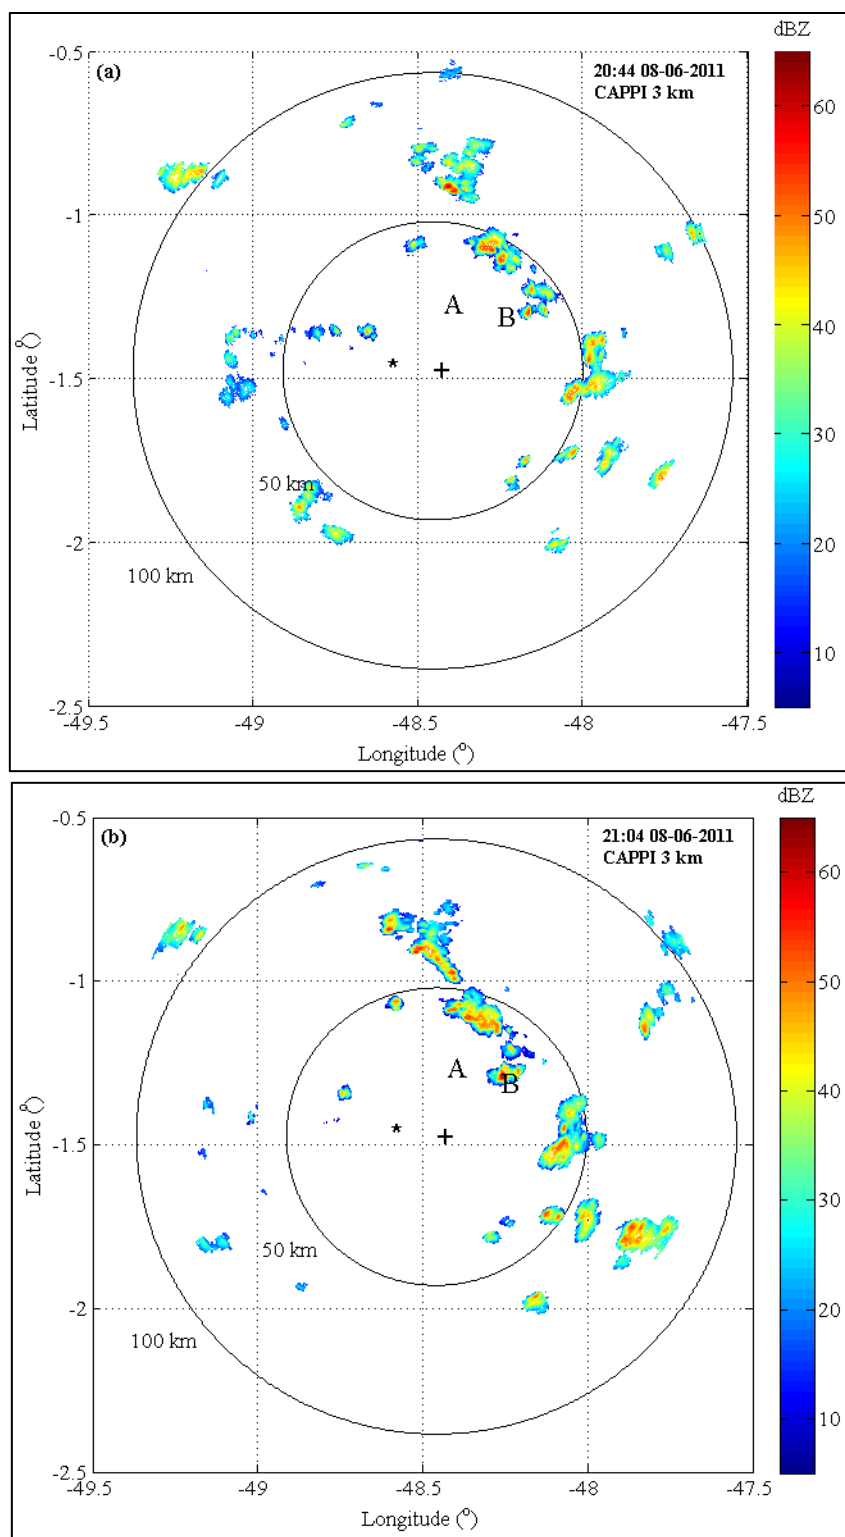 dBZ
-0.5
(a)
20:44 08-06-2011
CAPPI 3 km
60
50
-1
A
B
40
Latitude (º)
-1.5
*
+
30
50 km
20
-2
100 km
10
-2.5
-49.5
-49
-48.5
-48
-47.5
Longitude (º)
dBZ
-0.5
(b)
21:04 08-06-2011
CAPPI 3 km
60
50
-1
A
B
40
Latitude (º)
-1.5
*
+
30
50 km
20
-2
100 km
10
-2.5
-49.5
-49
-48.5
-48
-47.5
Longitude (º)